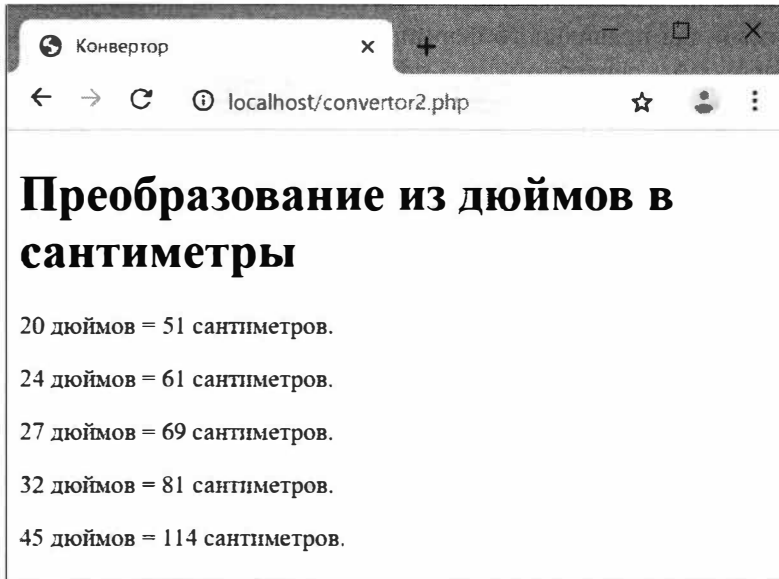 Конвертор
localhost/convertor2.php
Преобразование из дюймов в
сантиметры
20 дюймов = 51 сантиметров.
24 дюймов = 61 сантиметров.
27 дюймов = 69 сантиметров.
32 дюймов = 81 сантиметров.
45 дюймов = 114 сантиметров.